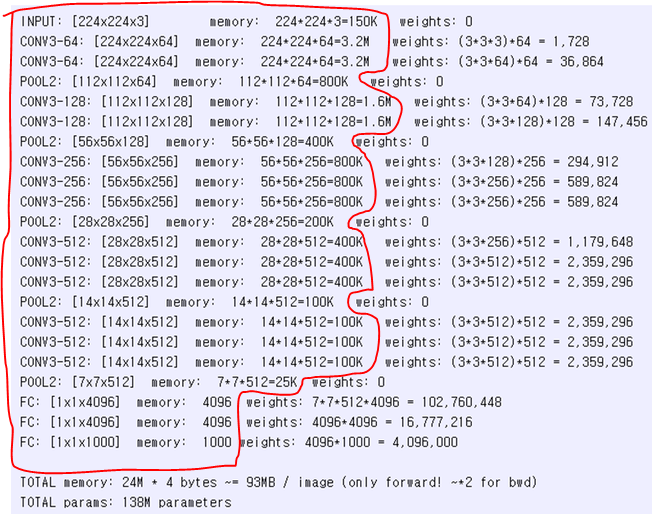 INPUT: [224x224x3] memory: 224*224*3=150K weights: 0
CONV3-64: [224x224x64] memory: 224*224*64=3.2M weights: (3*3*3)*64 = 1,728
CONV3-64: [224x224x64] memory: 224*224*64=3.2M weights: (3*3*64)*64 = 36,864
POOL2: [112x112x64] memory: 112*112*64=800K weights: 0
CONV3-128: [112x112x128] memory: 112*112*128=1.6M weights: (3*3*64)*128 = 73,728
CONV3-128: [112x112x128] memory: 112*112*128=1.6M weights: (3*3*128)*128 = 147,456
POOL2: [56x56x128] memory: 56*56*128=400K weights: 0
CONV3-256: [56x56x256] memory: 56*56*256=800K weights: (3*3*128)*256 = 294,912
CONV3-256: [56x56x256] memory: 56*56*256=800K weights: (3*3*256)*256 = 589,824
CONV3-256: [56x56x256] memory: 56*56*256=800K weights: (3*3*256)*256 = 589,824
POOL2: [28x28x256] memory: 28*28*256=200K weights: 0
CONV3-512: [28x28x512] memory: 28*28*512=400K weights: (3*3*256)*512 = 1,179,648
CONV3-512: [28x28x512] memory: 28*28*512=400K weights: (3*3*512)*512 = 2,359,296
CONV3-512: [28x28x512] memory: 28*28*512=400K weights: (3*3*512)*512 = 2,359,296
POOL2: [14x14x512] memory: 14*14*512=100K weights: 0
CONV3-512: [14x14x512] memory: 14*14*512=100K weights: (3*3*512)*512 = 2,359,296
CONV3-512: [14x14x512] memory: 14*14*512=100K weights: (3*3*512)*512 = 2,359,296
CONV3-512: [14x14x512] memory: 14*14*512=100K weights: (3*3*512)*512 = 2,359,296
POOL2: [7x7x512] memory: 7*7*512=25K weights: 0
FC: [1x1x4096] memory: 4096 weights: 7*7*512*4096 = 102,760,448
FC: [1x1x4096] memory: 4096 weights: 4096*4096 = 16,777,216
FC: [1x1x1000] memory: 1000 weights: 4096*1000 = 4,096,000
TOTAL memory: 24M * 4 bytes ~= 93MB / image (only forward! ~*2 for bwd)
TOTAL params: 138M parameters